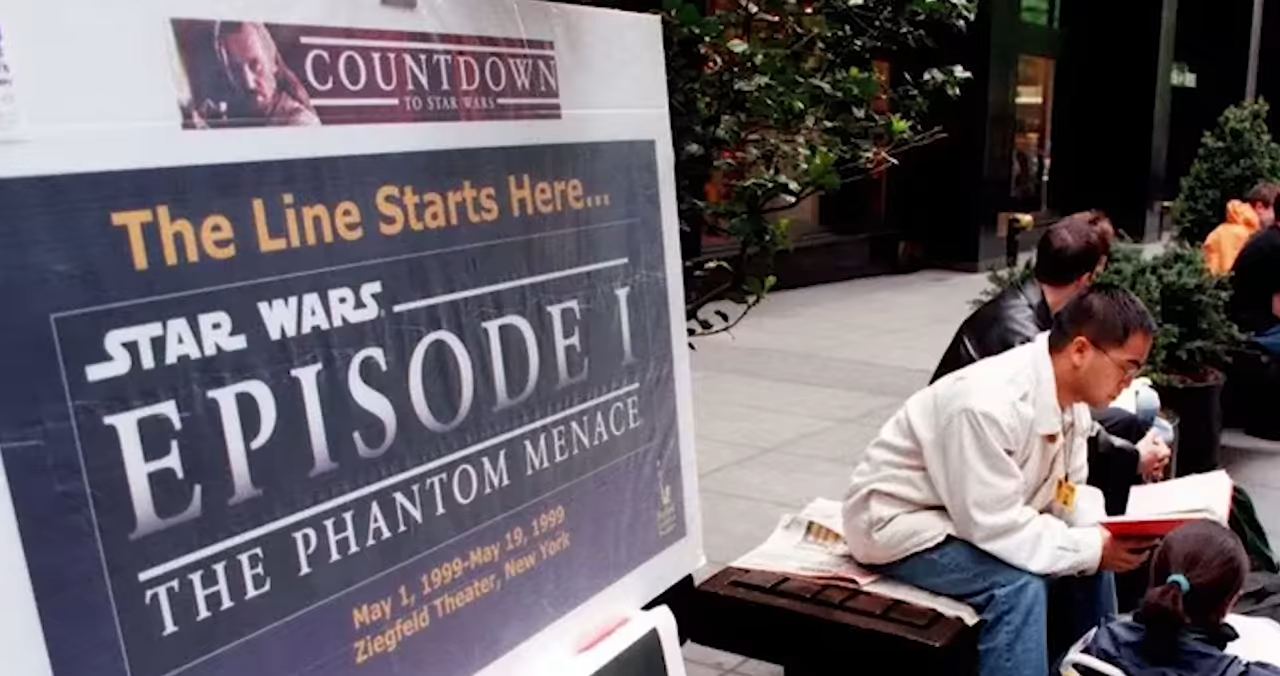 COUNTDOWN
TO STAR WARS
The Line Starts Here...
STAR WARS
EPISODE I
THE PHANTOM MENACE
May 1, 1999-May 19, 1999
Ziegfeld Theater, New York